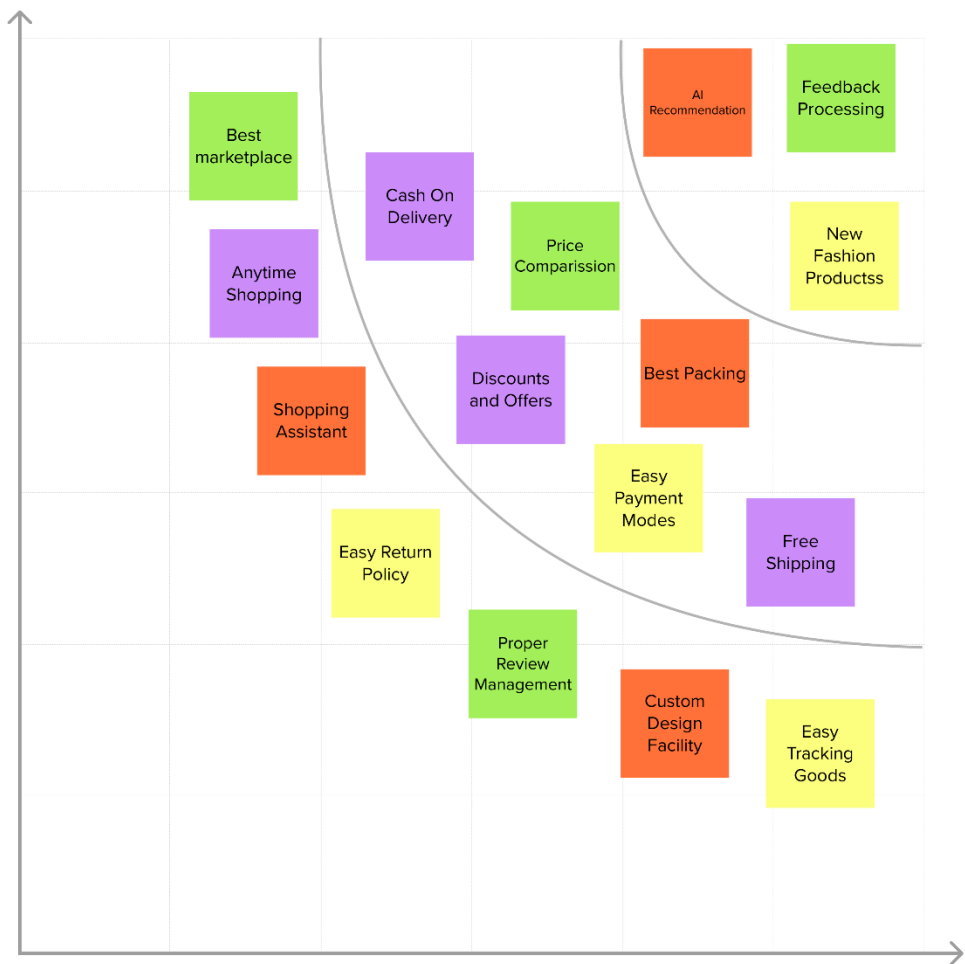 AI
Recommendation
Feedback
Processing
Best
marketplace
Cash On
Delivery
Price
Comparission
New
Fashion
Productss
Anytime
Shopping
Discounts
and Offers
Best Packing
Shopping
Assistant
Easy
Payment
Modes
Free
Shipping
Easy Return
Policy
Proper
Review
Management
Custom
Design
Facility
Easy
Tracking
Goods